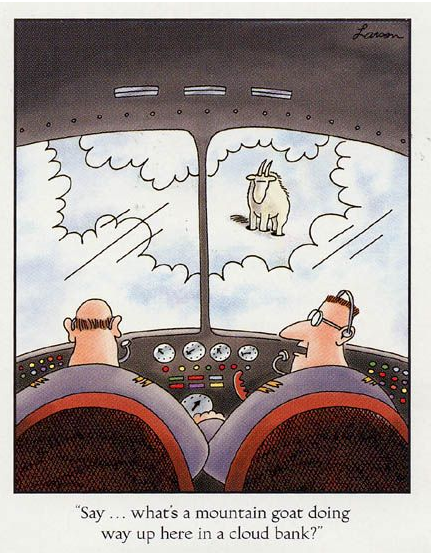 Larson
"Say ... what's a mountain goat doing
way up here in a cloud bank?"